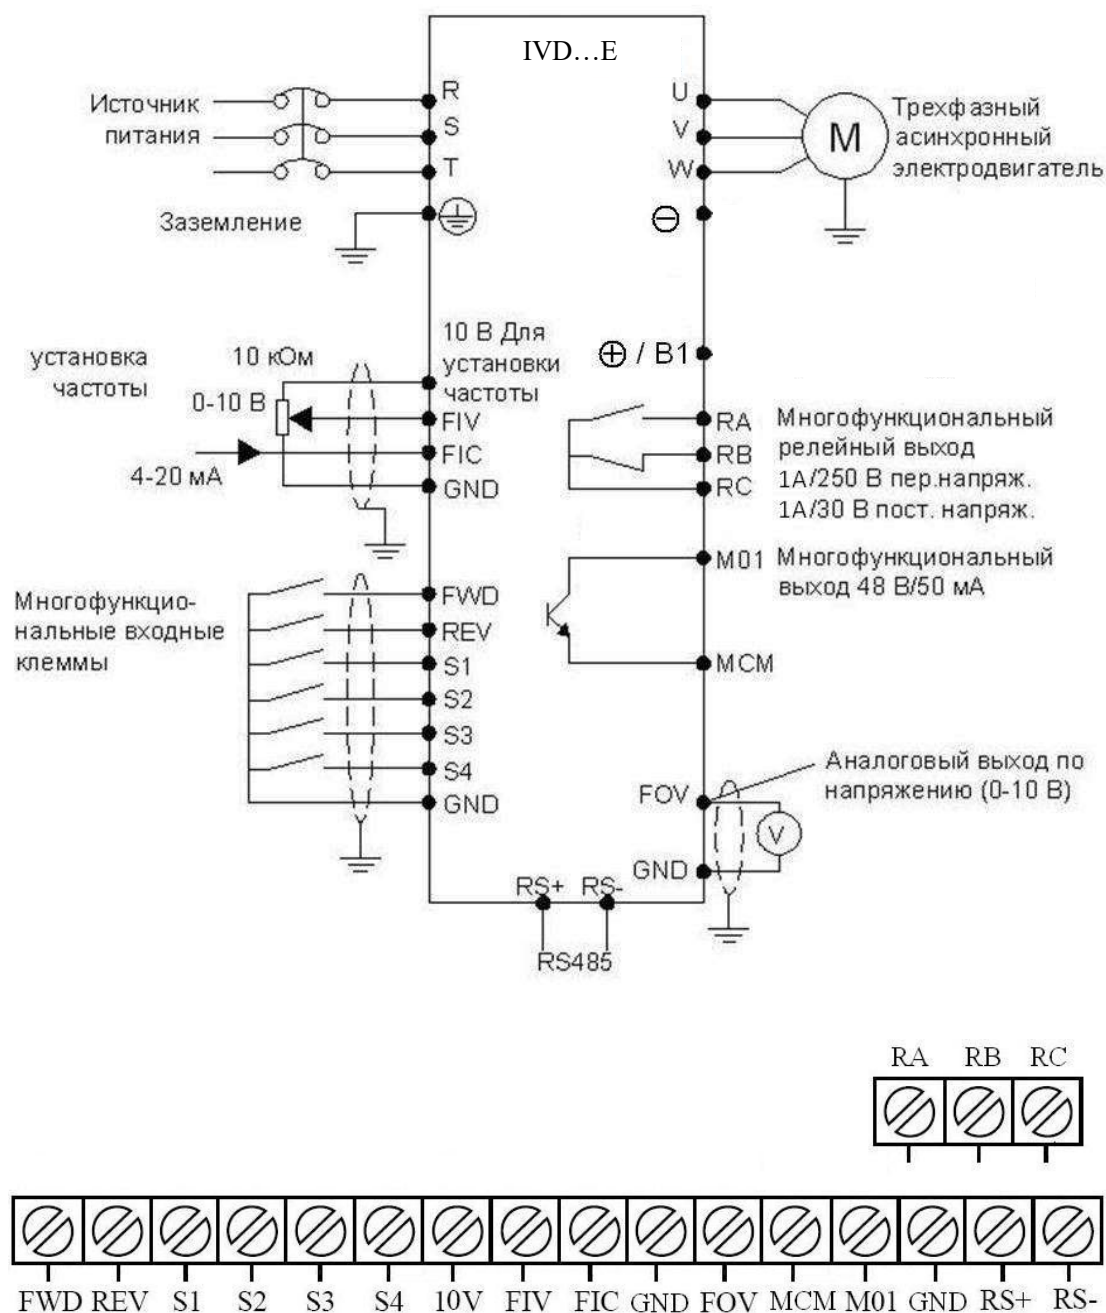 IVD…E
Источник
питания
R
S
T
Заземление
U
V
W
M
Трехфазный
асинхронный
электродвигатель
⊖
установка
частоты
10 кОм
0-10 В
4-20 мА
10 В Для
установки
частоты
FIV
FIC
GND
⊕ / B1
RA
RB
RC
Многофункциональный
релейный выход
1А/250 В пер.напряж.
1А/30 В пост. напряж.
M01
Многофункциональный
выход 48 В/50 мА
MCM
Многофункцио-
нальные входные
клеммы
FWD
REV
S1
S2
S3
S4
GND
FOV
GND
V
Аналоговый выход по
напряжению (0-10 В)
RS+ RS-
RS485
RA RB RC
FWD REV S1 S2 S3 S4 10V FIV FIC GND FOV MCM M01 GND RS+ RS-